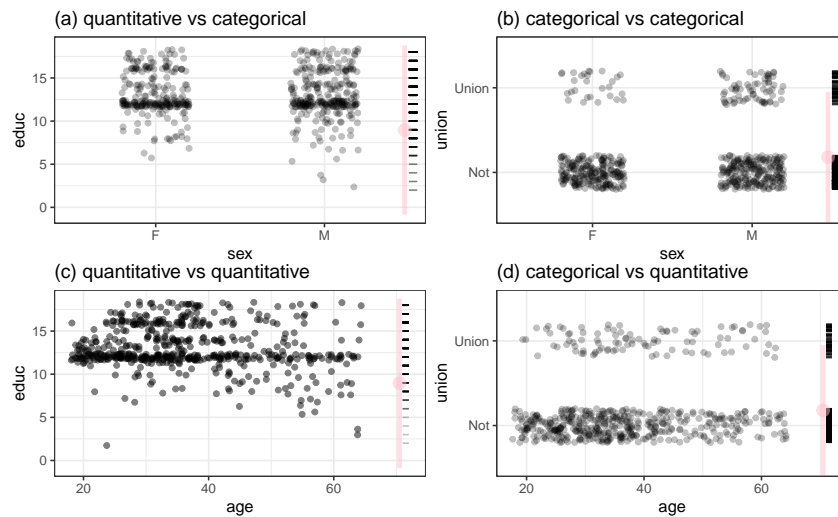 (a) quantitative vs categorical
15
10
5
0
educ
F
M
sex
(b) categorical vs categorical
Union
Not
union
F
M
sex
(c) quantitative vs quantitative
15
10
5
0
educ
20
40
60
age
(d) categorical vs quantitative
Union
Not
union
20
40
60
age